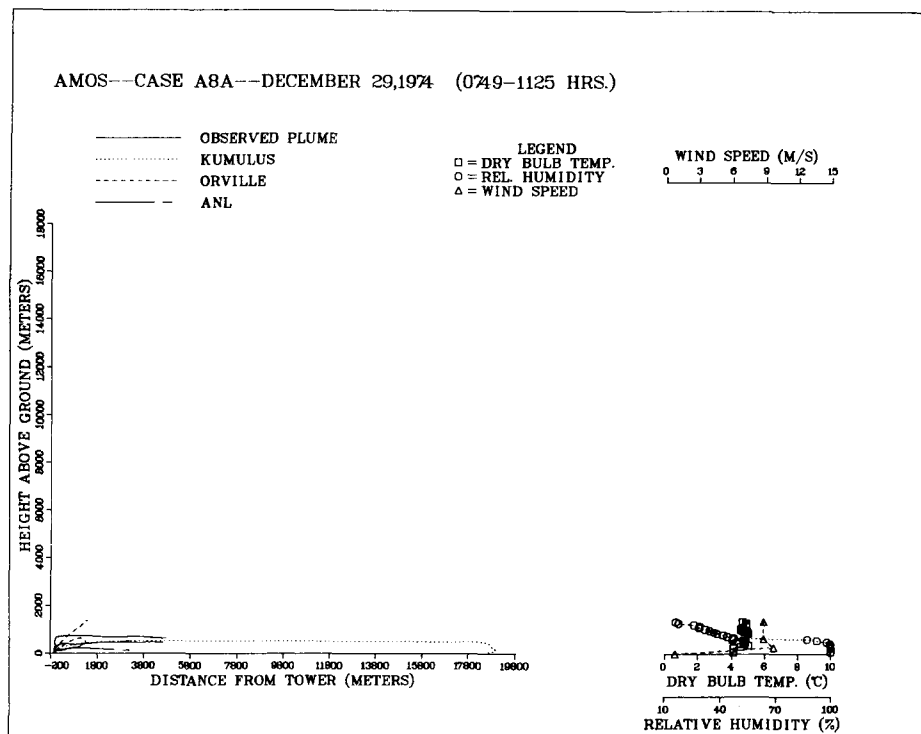 AMOS--CASE A8A--DECEMBER 29,1974 (0749-1125 HRS.)
OBSERVED PLUME
KUMULUS
ORVILLE
ANL
LEGEND
□ = DRY BULB TEMP.
○ = REL. HUMIDITY
△ = WIND SPEED
WIND SPEED (M/S)
0 3 6 9 12 15
HEIGHT ABOVE GROUND (METERS)
18000
16000
14000
12000
10000
8000
6000
4000
2000
0
-200 1800 3800 5800 7800 9800 11800 13800 15800 17800 19800
DISTANCE FROM TOWER (METERS)
0 2 4 6 8 10
DRY BULB TEMP. (°C)
10 40 70 100
RELATIVE HUMIDITY (%)